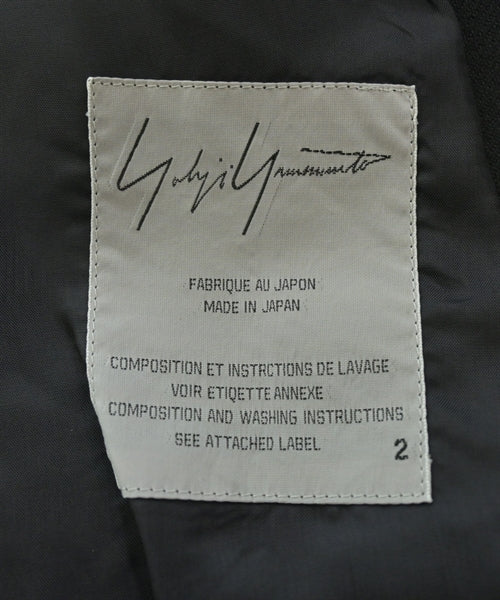 Yohji Yamamoto
FABRIQUE AU JAPON
MADE IN JAPAN
COMPOSITION ET INSTRCTIONS DE LAVAGE
VOIR ETIQETTE ANNEXE
COMPOSITION AND WASHING INSTRUCTIONS
SEE ATTACHED LABEL
2